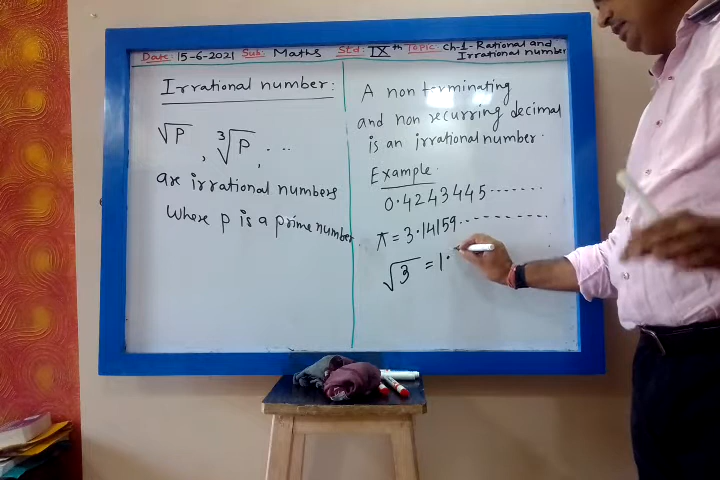 Date: 15-6-2021 Sub: Maths Std: IXth Topic: Ch-1- Rational and Irrational number
Irrational number:
√P , ∛P , ...
are irrational numbers
where p is a prime number.
A non terminating
and non recurring decimal
is an irrational number.
Example.
0.4243445.......
π = 3.14159..........
√3 = 1.